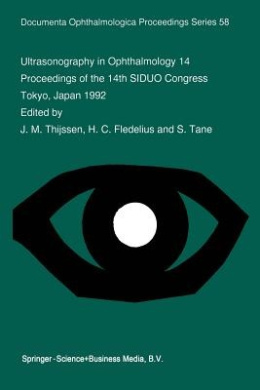 Documenta Ophthalmologica Proceedings Series 58
Ultrasonography in Ophthalmology 14
Proceedings of the 14th SIDUO Congress
Tokyo, Japan 1992
Edited by
J. M. Thijssen, H. C. Fledelius and S. Tane
Springer-Science+Business Media, B.V.